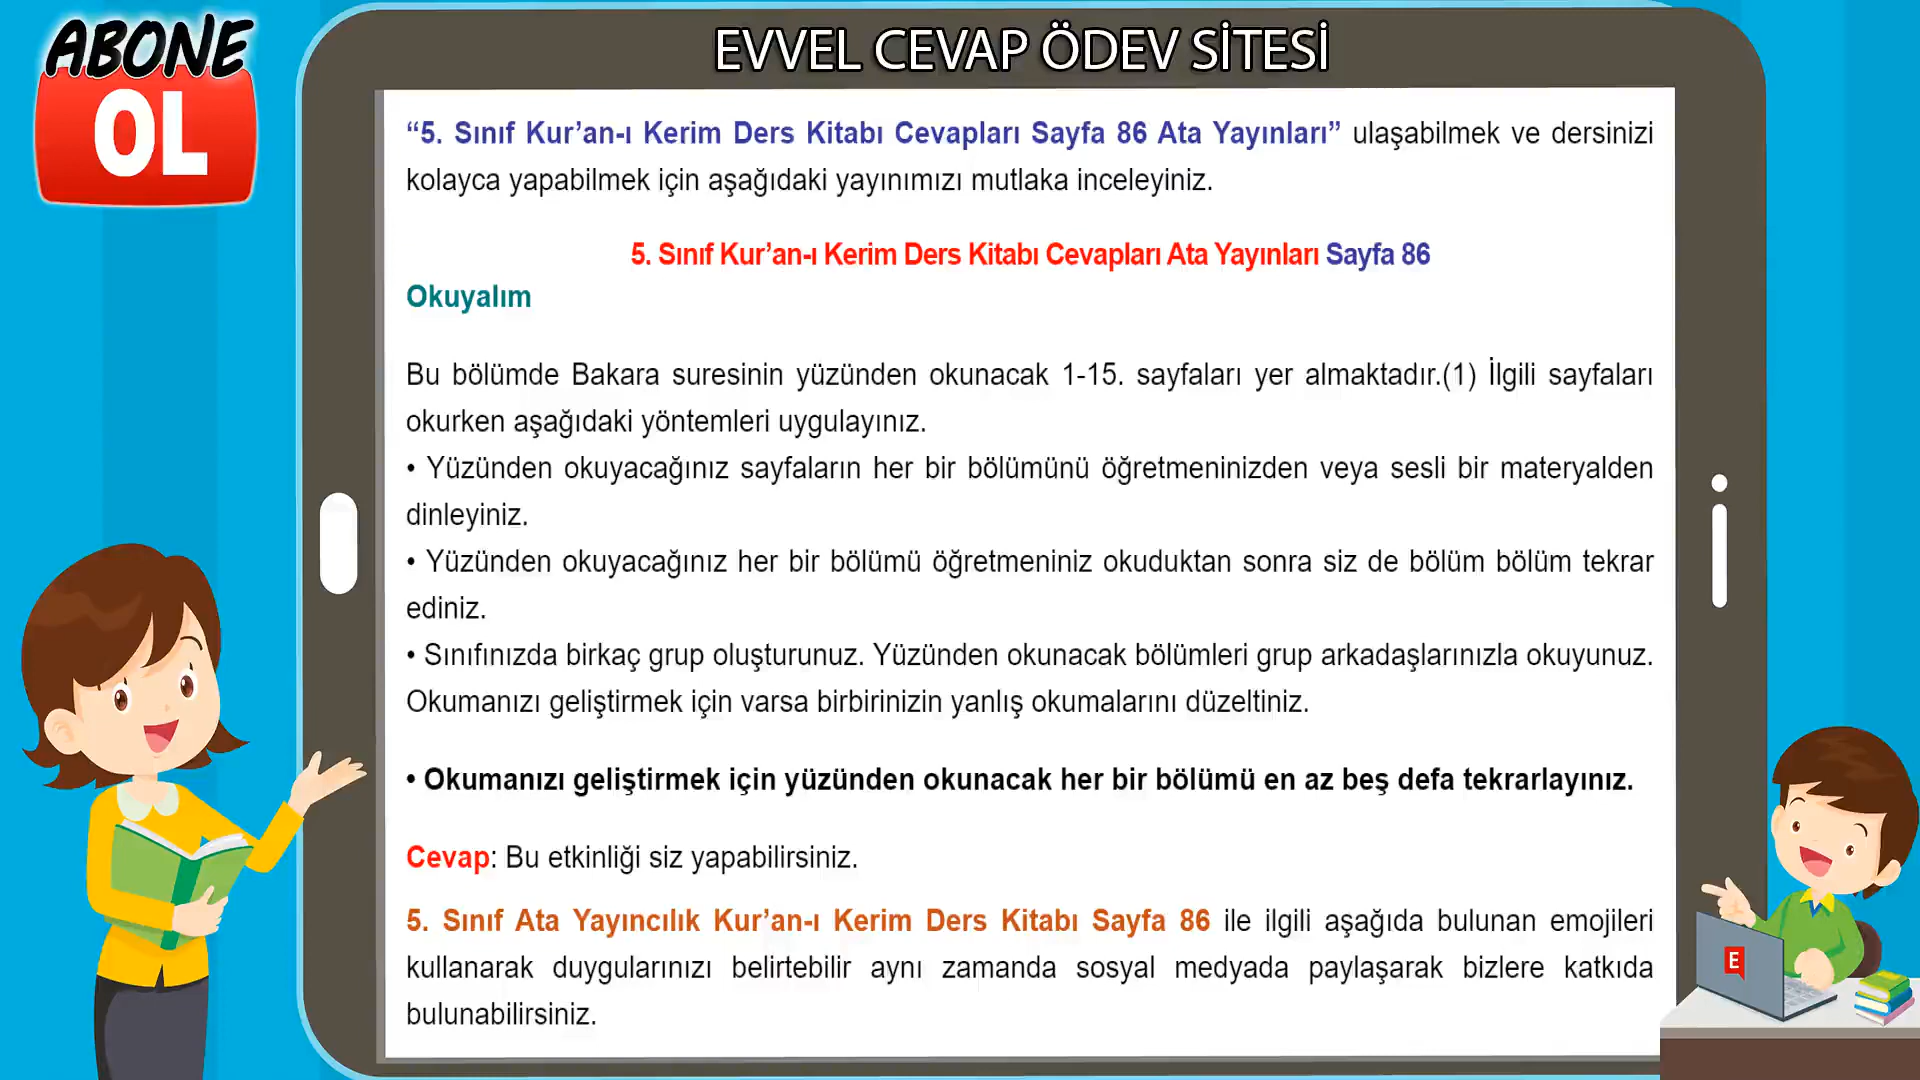 ABONE
OL
EVVEL CEVAP ÖDEV SİTESİ
“5. Sınıf Kur’an-ı Kerim Ders Kitabı Cevapları Sayfa 86 Ata Yayınları” ulaşabilmek ve dersinizi
kolayca yapabilmek için aşağıdaki yayınımızı mutlaka inceleyiniz.
5. Sınıf Kur’an-ı Kerim Ders Kitabı Cevapları Ata Yayınları Sayfa 86
Okuyalım
Bu bölümde Bakara suresinin yüzünden okunacak 1-15. sayfaları yer almaktadır.(1) İlgili sayfaları
okurken aşağıdaki yöntemleri uygulayınız.
• Yüzünden okuyacağınız sayfaların her bir bölümünü öğretmeninizden veya sesli bir materyalden
dinleyiniz.
• Yüzünden okuyacağınız her bir bölümü öğretmeniniz okuduktan sonra siz de bölüm bölüm tekrar
ediniz.
• Sınıfınızda birkaç grup oluşturunuz. Yüzünden okunacak bölümleri grup arkadaşlarınızla okuyunuz.
Okumanızı geliştirmek için varsa birbirinizin yanlış okumalarını düzeltiniz.
• Okumanızı geliştirmek için yüzünden okunacak her bir bölümü en az beş defa tekrarlayınız.
Cevap: Bu etkinliği siz yapabilirsiniz.
5. Sınıf Ata Yayıncılık Kur’an-ı Kerim Ders Kitabı Sayfa 86 ile ilgili aşağıda bulunan emojileri
kullanarak duygularınızı belirtebilir aynı zamanda sosyal medyada paylaşarak bizlere katkıda
bulunabilirsiniz.
E